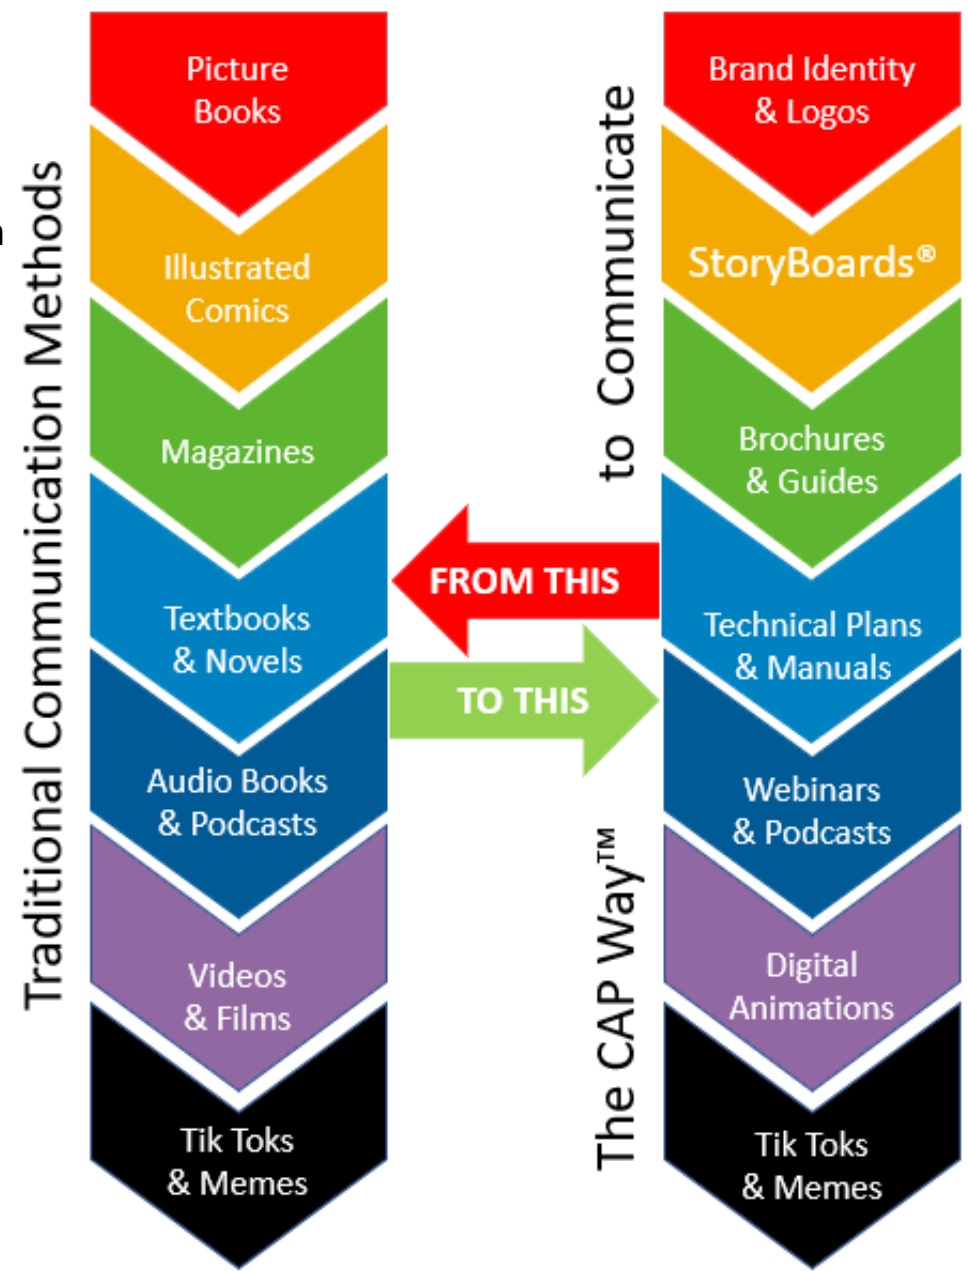 Traditional Communication Methods
Picture
Books
Illustrated
Comics
Magazines
Textbooks
& Novels
Audio Books
& Podcasts
Videos
& Films
Tik Toks
& Memes
FROM THIS
TO THIS
The CAP Way™ to Communicate
Brand Identity
& Logos
StoryBoards®
Brochures
& Guides
Technical Plans
& Manuals
Webinars
& Podcasts
Digital
Animations
Tik Toks
& Memes